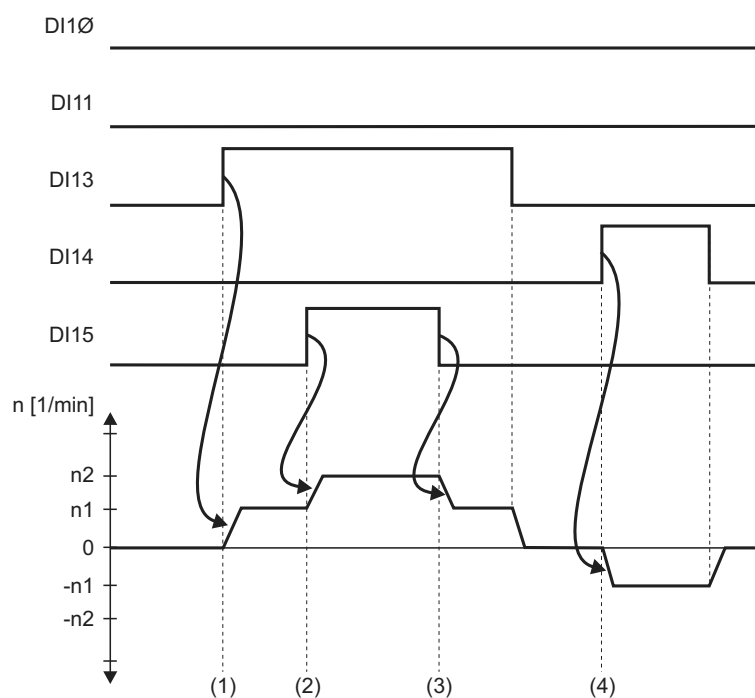 DI1Ø
DI11
DI13
DI14
DI15
n [1/min]
n2
n1
0
-n1
-n2
(1) (2) (3) (4)